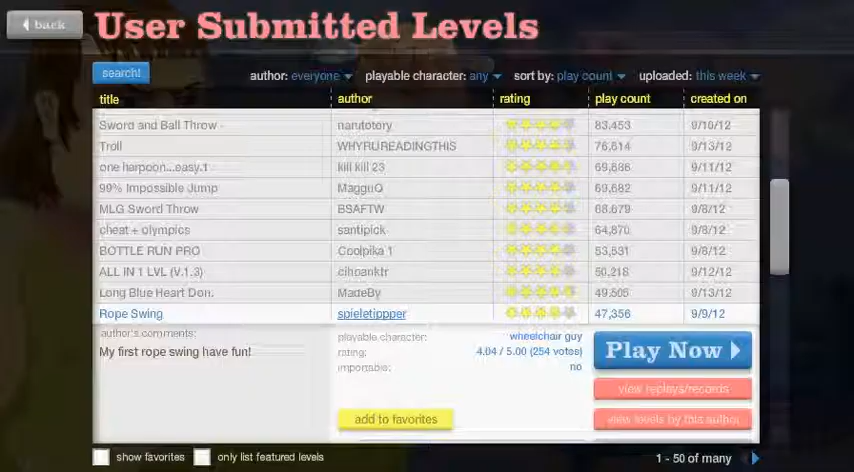 back
User Submitted Levels
search!
author: everyone playable character: any sort by: play count uploaded: this week
title author rating play count created on
Sword and Ball Throw - narutotory 83,453 9/10/12
Troll WHYRUREADINGTHIS 76,614 9/13/12
one harpoon...easy.1 kill kill 23 69,886 9/11/12
99% Impossible Jump MagguQ 69,682 9/11/12
MLG Sword Throw BSAFTW 68,679 9/8/12
cheat + olympics santipick 64,870 9/8/12
BOTTLE RUN PRO Coolpika 1 53,531 9/8/12
ALL IN 1 LVL (V.1.3) cihoanktr 50,218 9/12/12
Long Blue Heart Don. MadeBy 49,505 9/13/12
Rope Swing spieletippper 47,356 9/9/12
author's comments:
My first rope swing have fun!
playable character: wheelchair guy
rating: 4.04 / 5.00 (254 votes)
importable: no
add to favorites
Play Now
view replays/records
view levels by this author
show favorites only list featured levels
1 - 50 of many